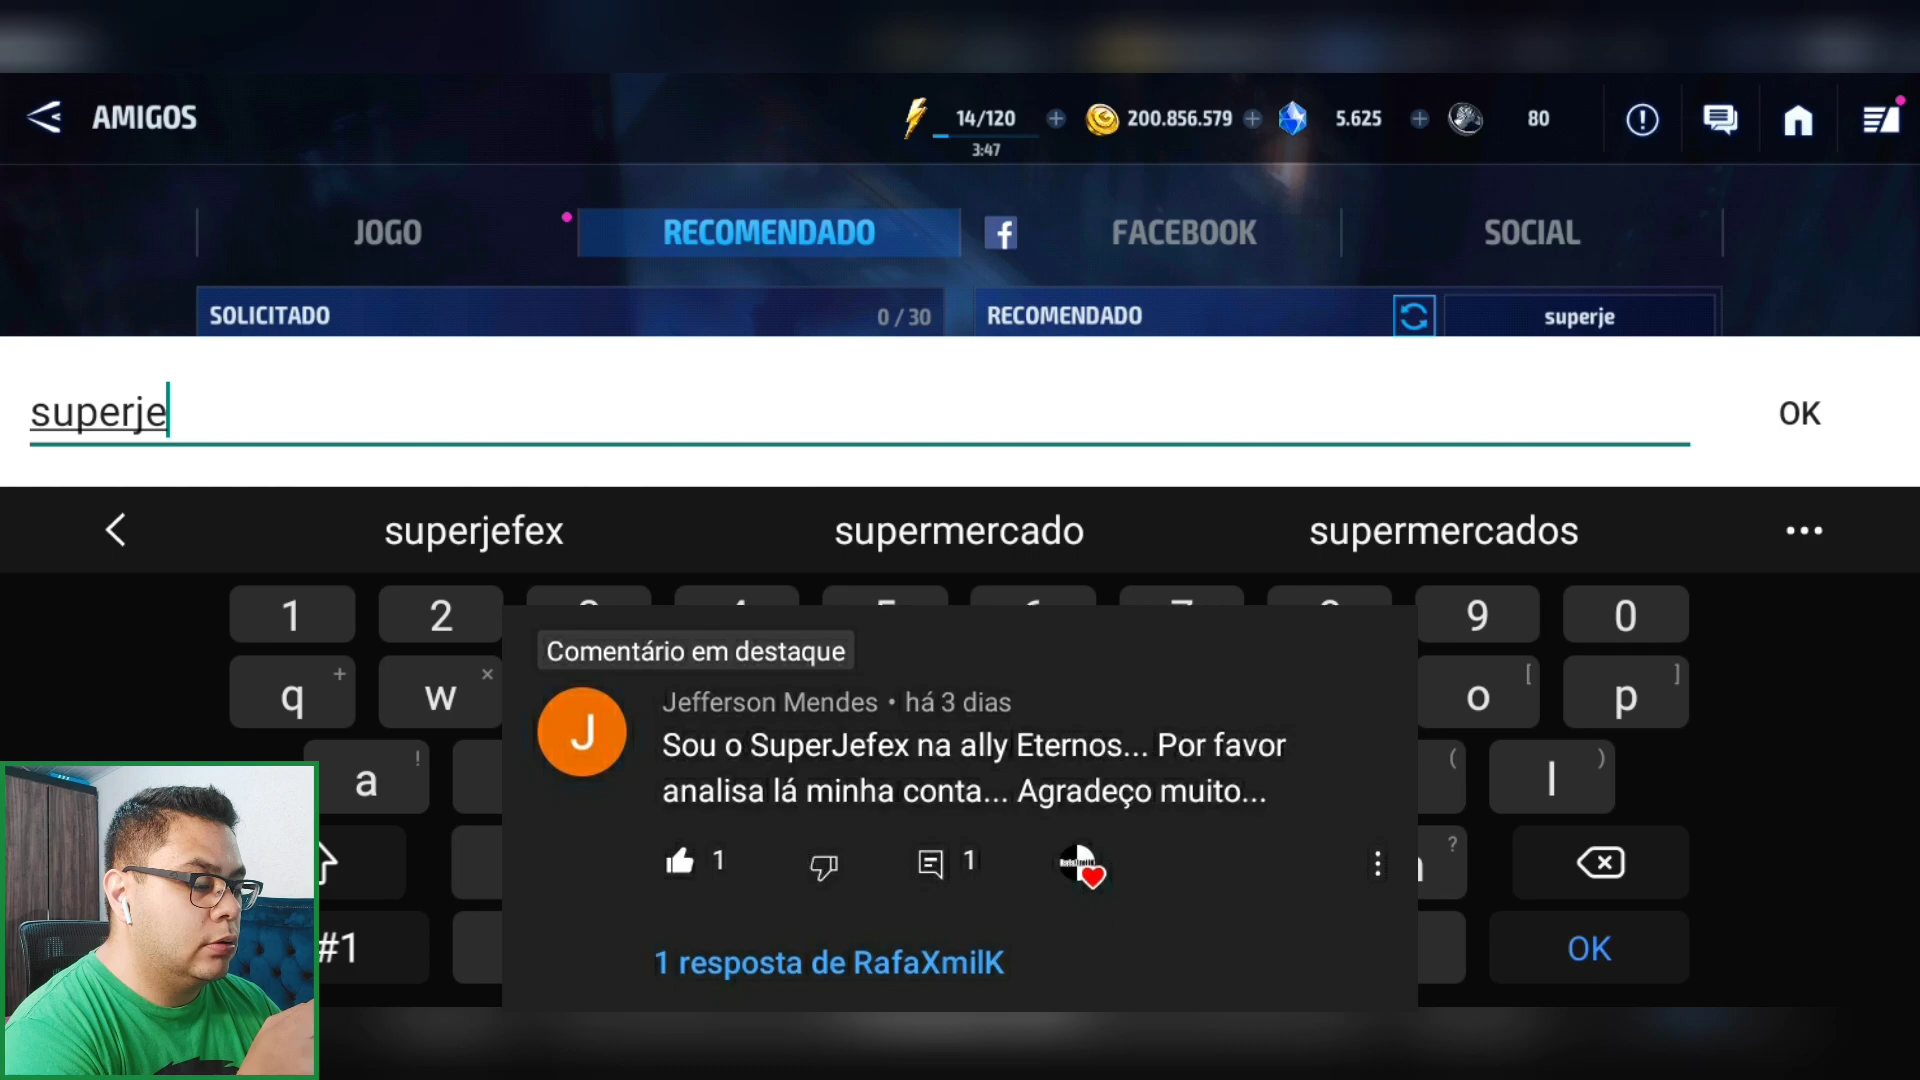 AMIGOS
14/120
200.856.579
5.625
80
3:47
JOGO
RECOMENDADO
f
FACEBOOK
SOCIAL
SOLICITADO
0 / 30
RECOMENDADO
superje
superje
OK
superjefex
supermercado
supermercados
1
2
9
0
q +
w ×
o [
p ]
a !
(
l )
?
#1
OK
Comentário em destaque
J
Jefferson Mendes • há 3 dias
Sou o SuperJefex na ally Eternos... Por favor
analisa lá minha conta... Agradeço muito...
1
1
1 resposta de RafaXmilK